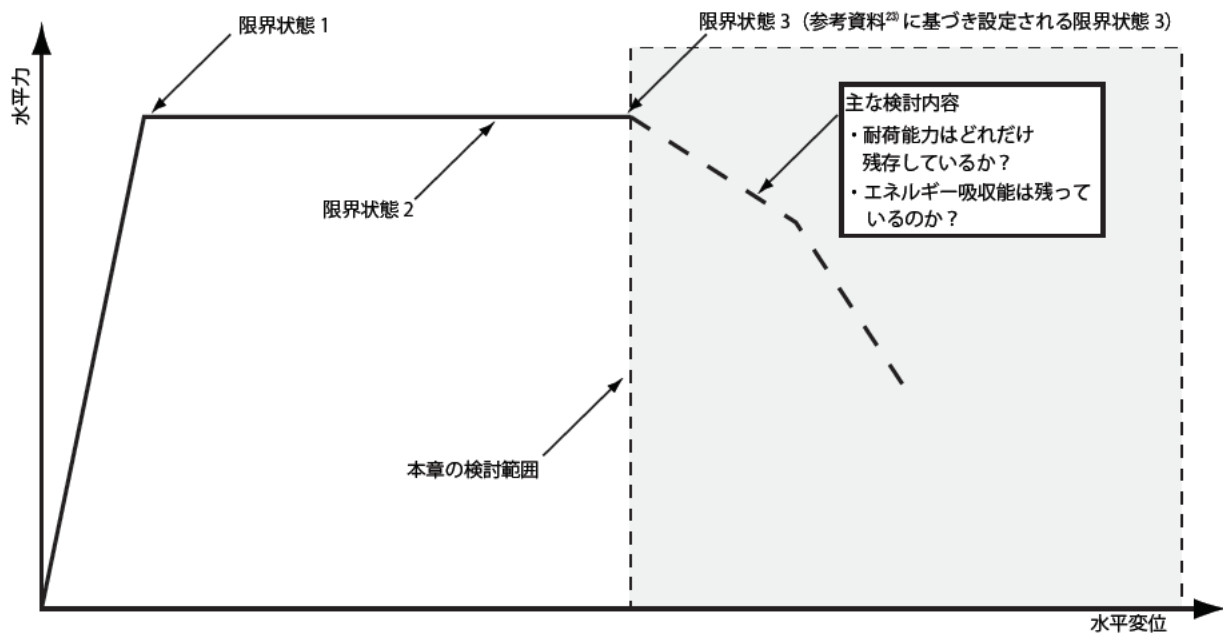 限界状態 1
限界状態 3（参考資料²³⁾ に基づき設定される限界状態 3）
水平力
主な検討内容
・耐荷能力はどれだけ
残存しているか？
・エネルギー吸収能は残って
いるのか？
限界状態 2
本章の検討範囲
水平変位